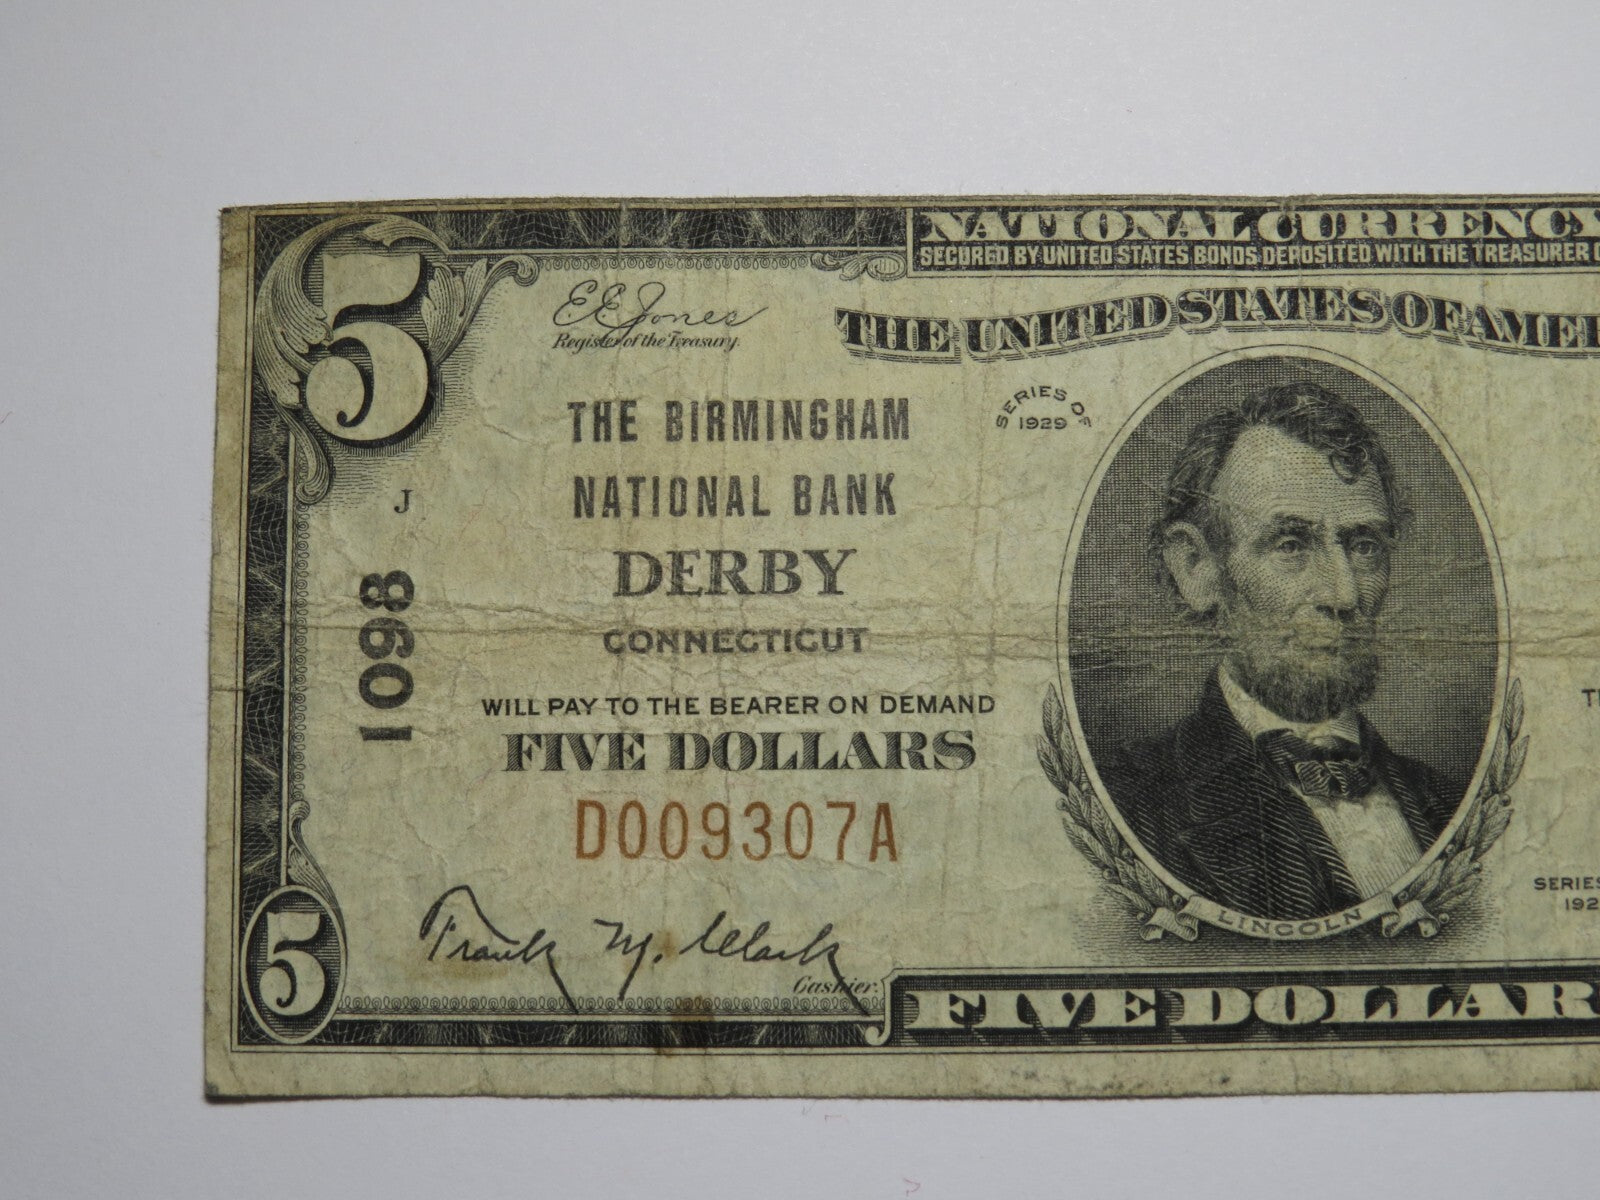 5
NATIONAL CURRENCY
SECURED BY UNITED STATES BONDS DEPOSITED WITH THE TREASURER
E E Jones
Register of the Treasury.
THE UNITED STATES OF
THE BIRMINGHAM
NATIONAL BANK
DERBY
CONNECTICUT
SERIES OF
1929
J
1098
WILL PAY TO THE BEARER ON DEMAND
FIVE DOLLARS
D009307A
Frank M. Clark
Cashier.
LINCOLN
5
FIVE